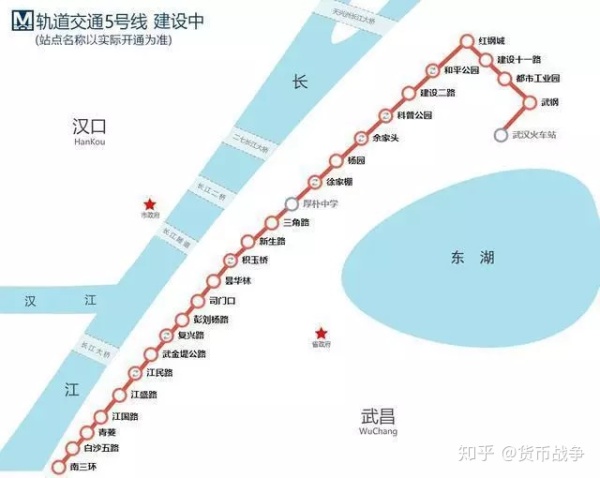 轨道交通5号线 建设中
(站点名称以实际开通为准)
天兴洲长江大桥
长
汉口
HanKou
二七长江大桥
长江二桥
市政府
长江隧道
汉 江
长江大桥
江
红钢城
建设十一路
都市工业园
武钢
武汉火车站
和平公园
建设二路
科普公园
余家头
杨园
徐家棚
厚朴中学
三角路
新生路
积玉桥
昙华林
司门口
彭刘杨路
复兴路
武金堤公路
江民路
江盛路
江国路
青菱
白沙五路
南三环
东 湖
省政府
武昌
WuChang
知乎 @货币战争